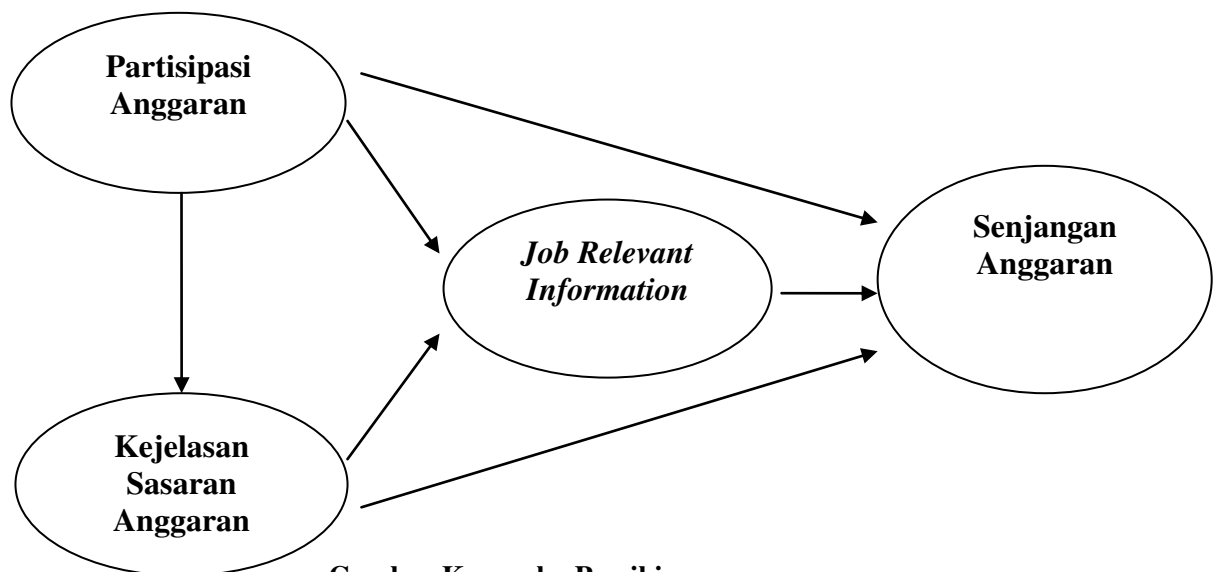 Partisipasi
Anggaran
Job Relevant
Information
Senjangan
Anggaran
Kejelasan
Sasaran
Anggaran